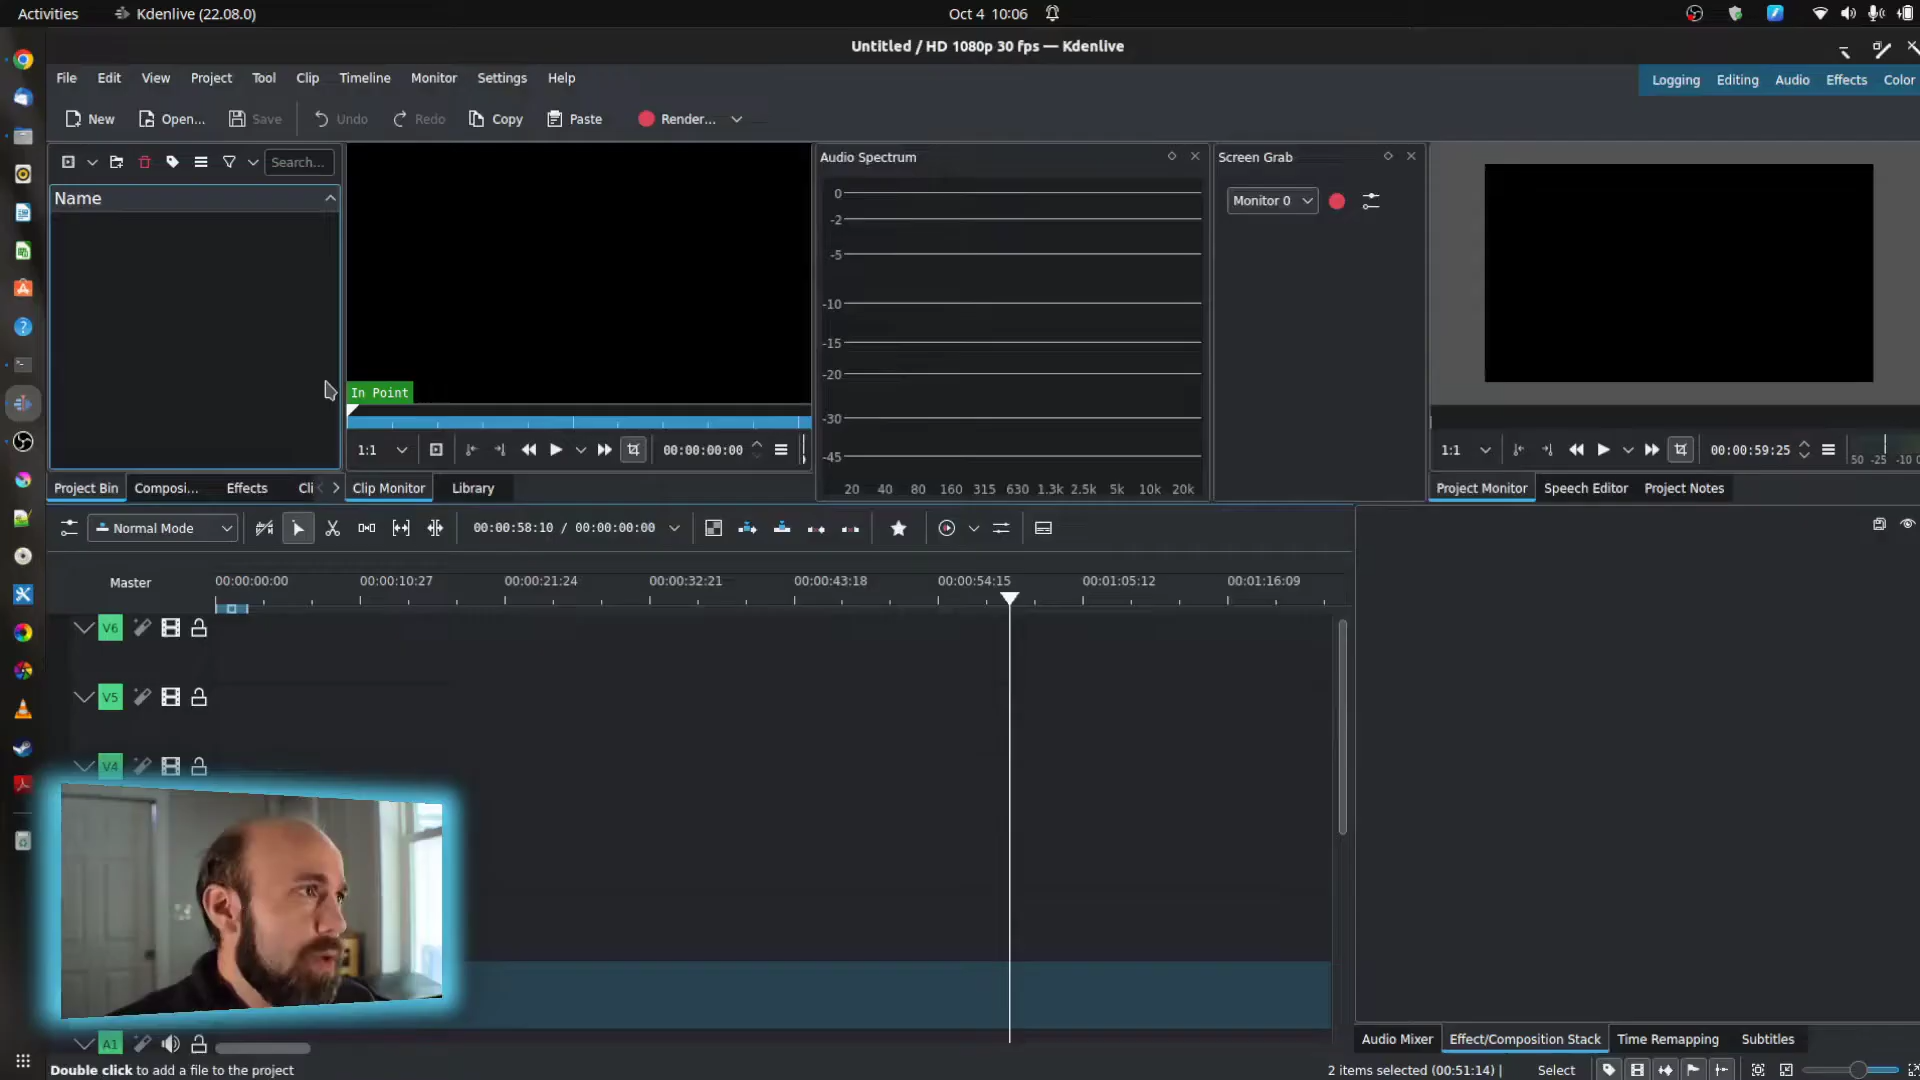 Activities
Kdenlive (22.08.0)
Oct 4 10:06
Untitled / HD 1080p 30 fps — Kdenlive
File Edit View Project Tool Clip Timeline Monitor Settings Help
Logging Editing Audio Effects Color
New Open... Save Undo Redo Copy Paste Render...
Search...
Name
In Point
1:1
00:00:00:00
Project Bin Composi... Effects Cli
Clip Monitor Library
Audio Spectrum
0
-2
-5
-10
-15
-20
-30
-45
20 40 80 160 315 630 1.3k 2.5k 5k 10k 20k
Screen Grab
Monitor 0
1:1
00:00:59:25
50 -25 -10 0
Project Monitor Speech Editor Project Notes
Normal Mode
00:00:58:10 / 00:00:00:00
Master
00:00:00:00 00:00:10:27 00:00:21:24 00:00:32:21 00:00:43:18 00:00:54:15 00:01:05:12 00:01:16:09
V6
V5
V4
A1
Audio Mixer Effect/Composition Stack Time Remapping Subtitles
Double click to add a file to the project
2 items selected (00:51:14) |
Select